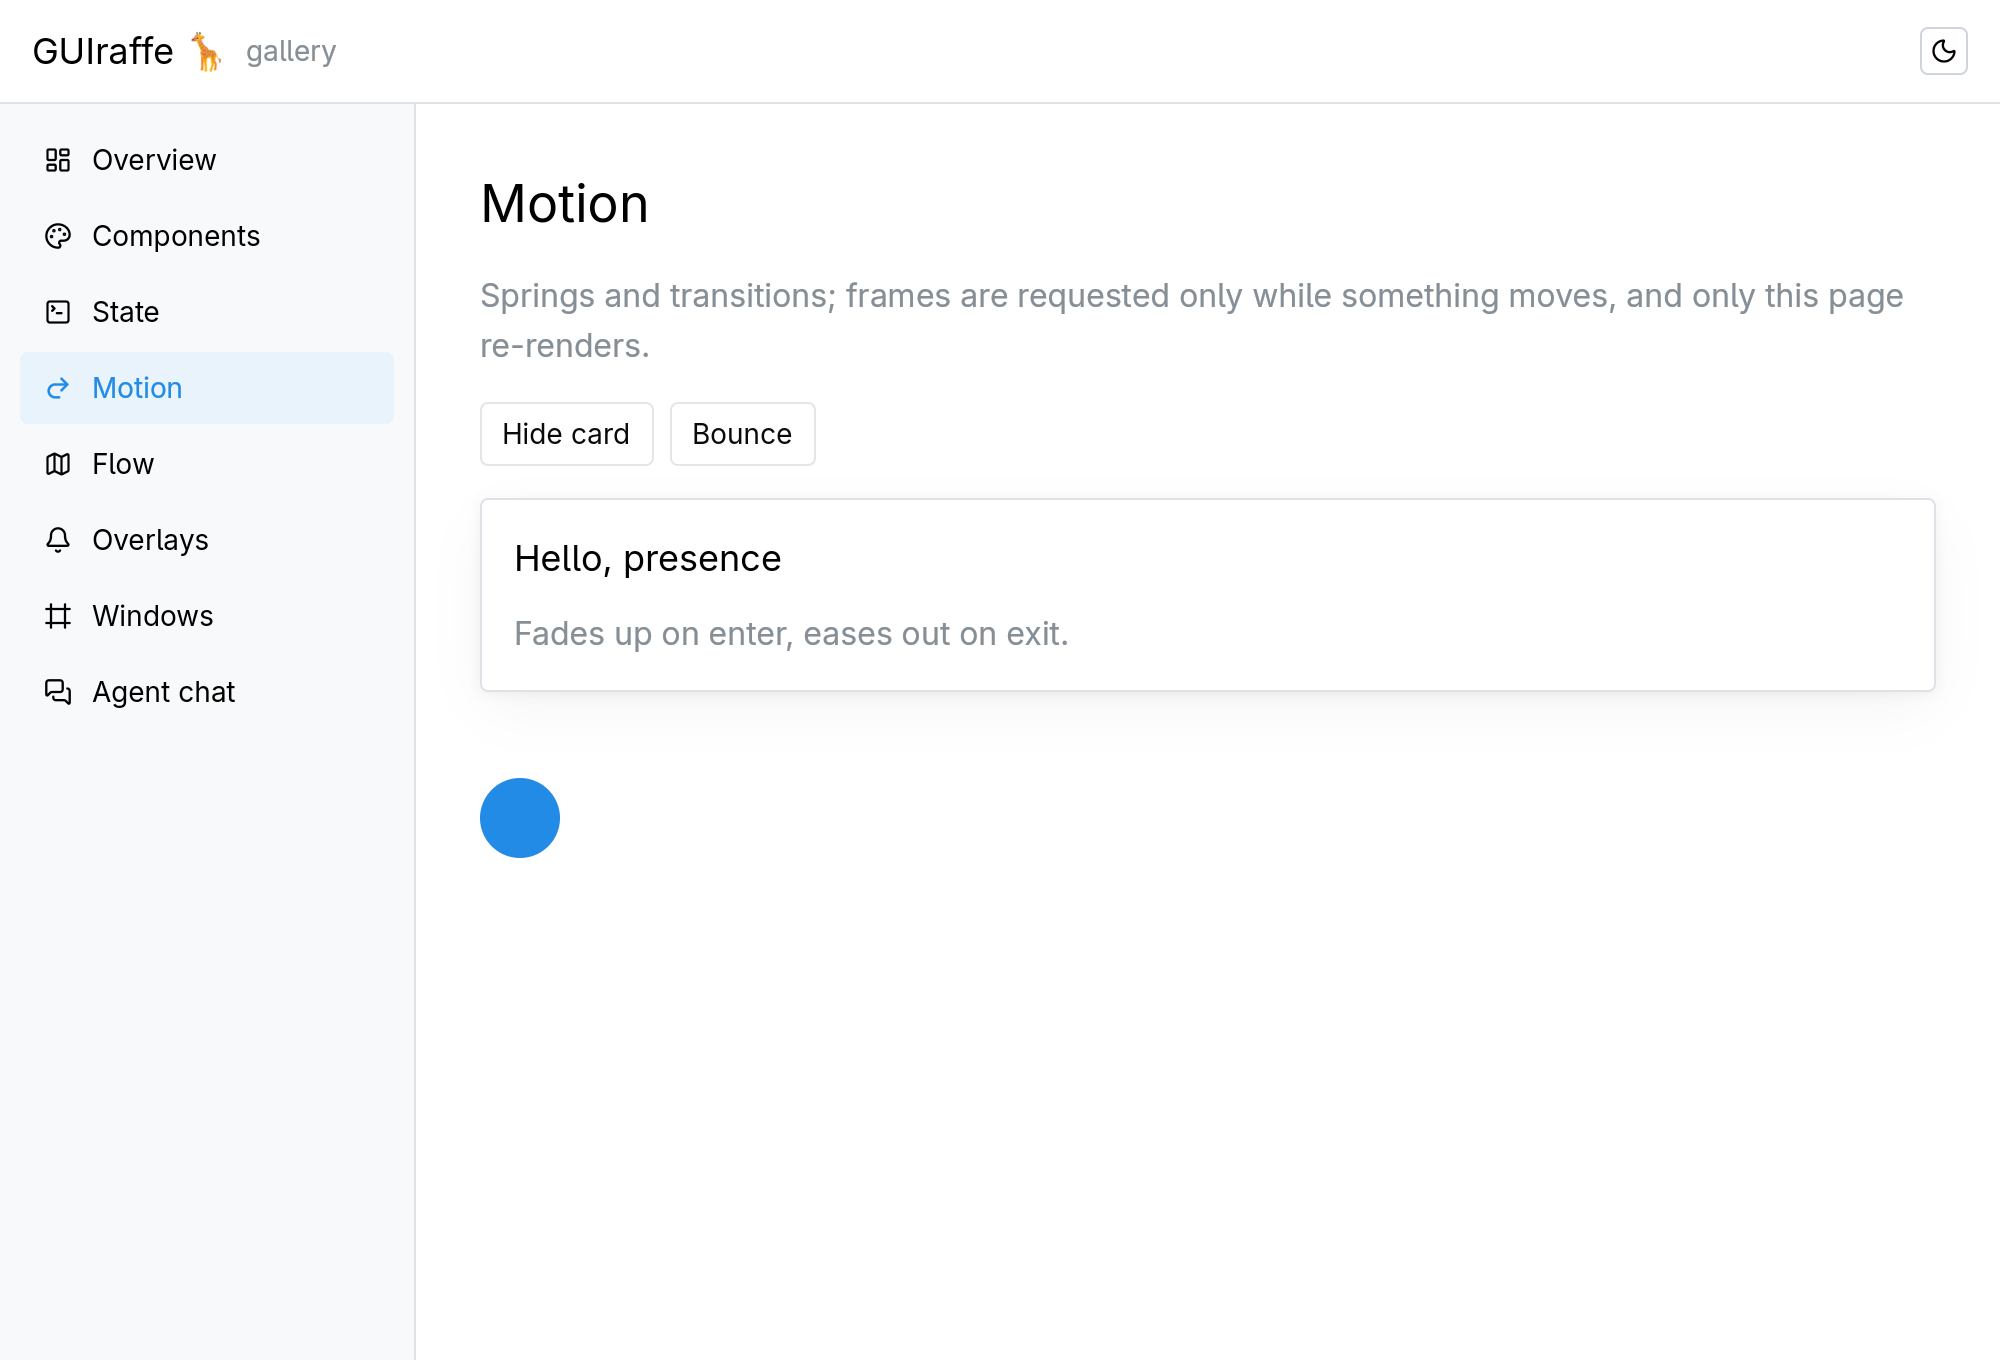 GUIraffe 🦒 gallery
Overview
Components
State
Motion
Flow
Overlays
Windows
Agent chat
Motion
Springs and transitions; frames are requested only while something moves, and only this page
re-renders.
Hide card
Bounce
Hello, presence
Fades up on enter, eases out on exit.